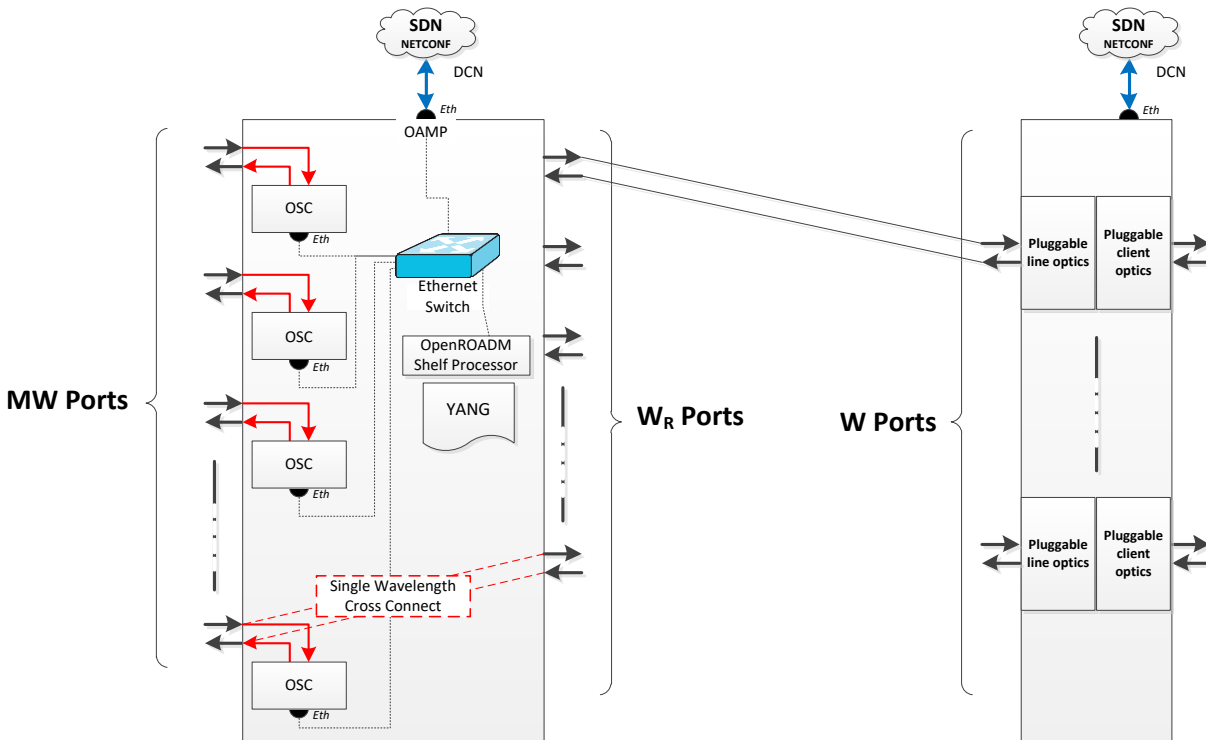 SDN
NETCONF
DCN
Eth
OAMP
OSC
Eth
OSC
Eth
OSC
Eth
OSC
Eth
Ethernet
Switch
OpenROADM
Shelf Processor
YANG
Single Wavelength
Cross Connect
MW Ports
WR Ports
SDN
NETCONF
DCN
Eth
W Ports
Pluggable
line optics
Pluggable
client
optics
Pluggable
line optics
Pluggable
client
optics